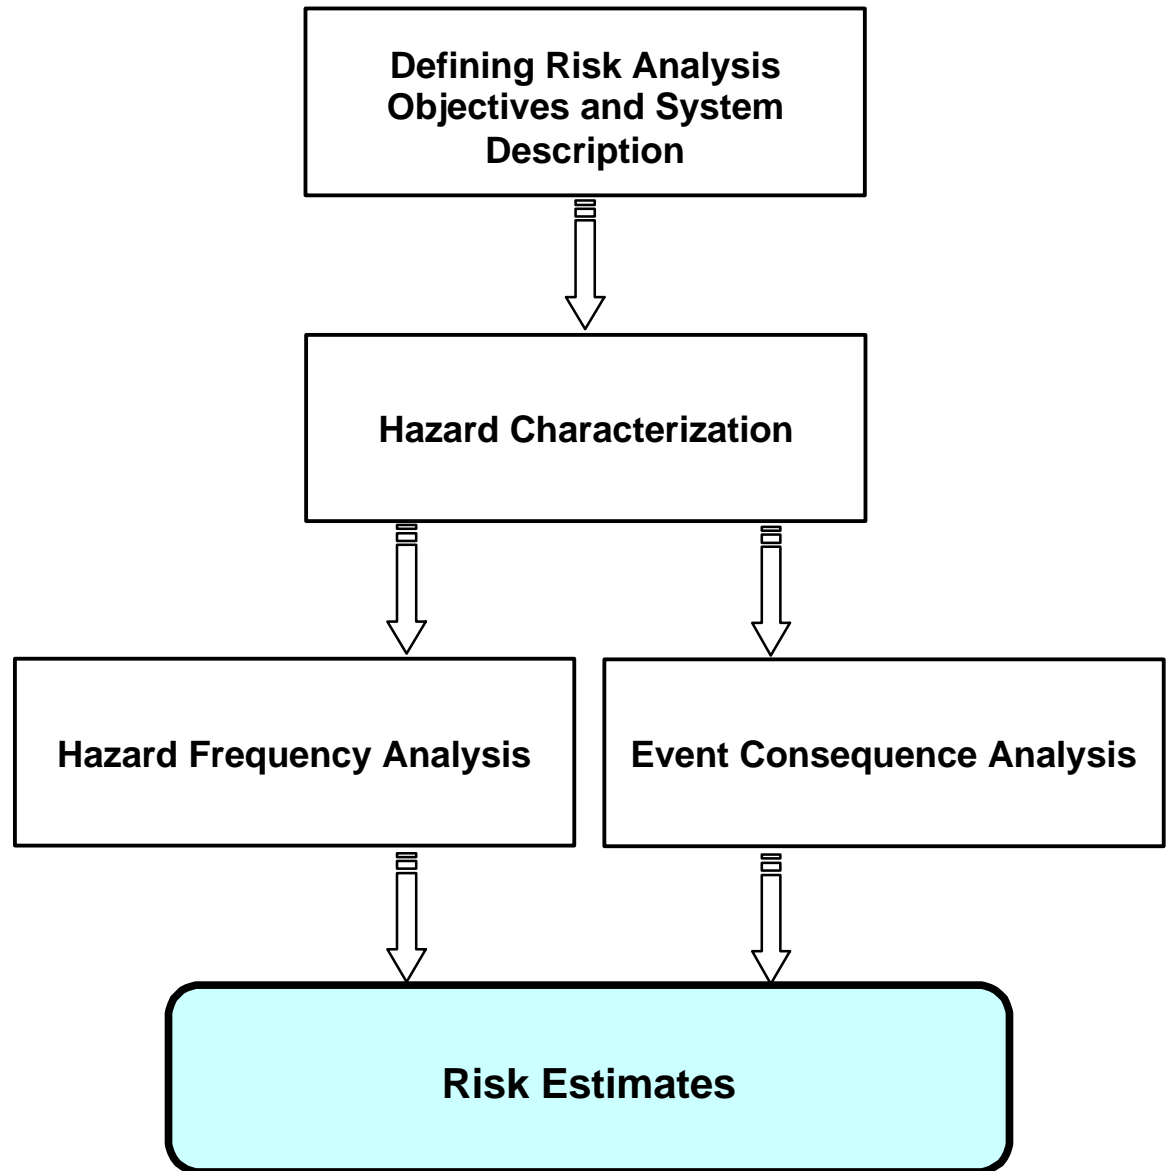 Defining Risk Analysis
Objectives and System
Description
Hazard Characterization
Hazard Frequency Analysis
Event Consequence Analysis
Risk Estimates